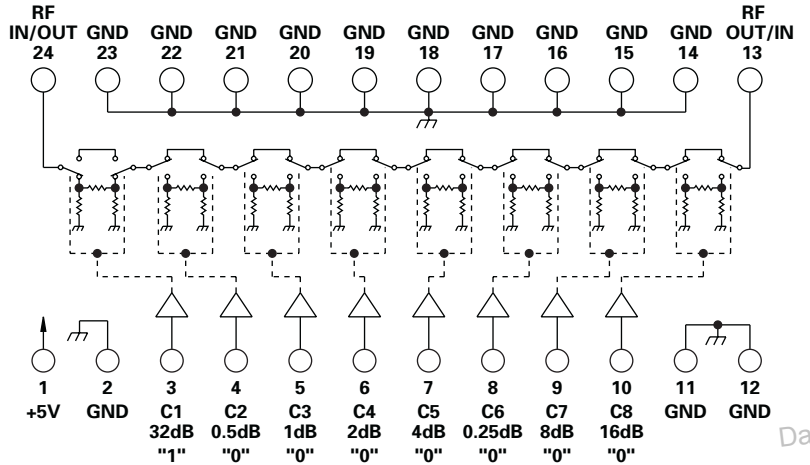 RF RF
IN/OUT GND GND GND GND GND GND GND GND GND GND OUT/IN
24 23 22 21 20 19 18 17 16 15 14 13
1 2 3 4 5 6 7 8 9 10 11 12
+5V GND C1 C2 C3 C4 C5 C6 C7 C8 GND GND
32dB 0.5dB 1dB 2dB 4dB 0.25dB 8dB 16dB
"1" "0" "0" "0" "0" "0" "0" "0"
Da